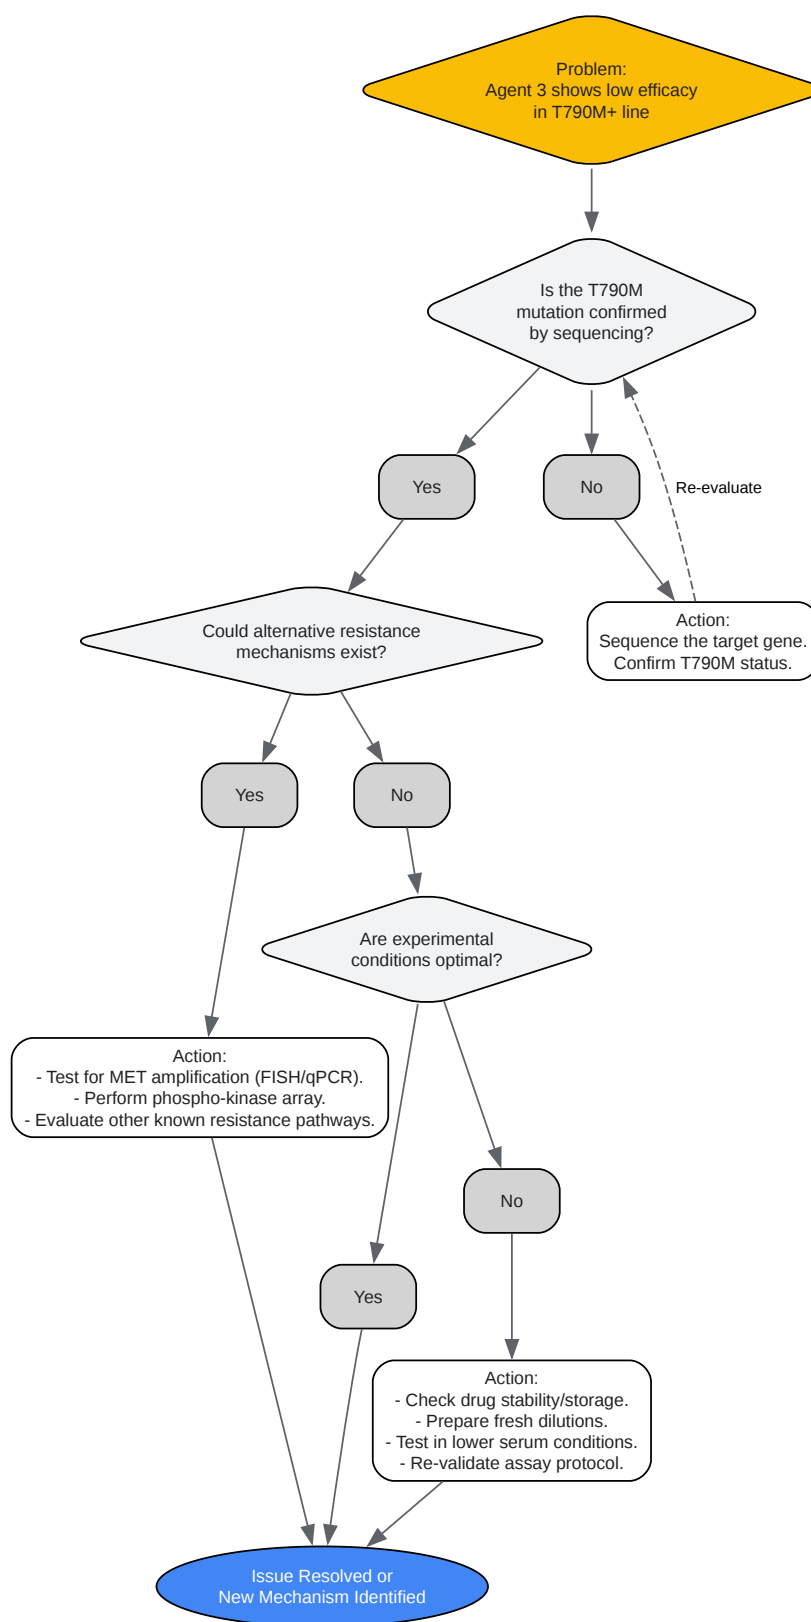 Problem:
Agent 3 shows low efficacy
in T790M+ line
Is the T790M
mutation confirmed
by sequencing?
Yes
No
Re-evaluate
Action:
Sequence the target gene.
Confirm T790M status.
Could alternative resistance
mechanisms exist?
Yes
No
Are experimental
conditions optimal?
Action:
- Test for MET amplification (FISH/qPCR).
- Perform phospho-kinase array.
- Evaluate other known resistance pathways.
No
Yes
Action:
- Check drug stability/storage.
- Prepare fresh dilutions.
- Test in lower serum conditions.
- Re-validate assay protocol.
Issue Resolved or
New Mechanism Identified